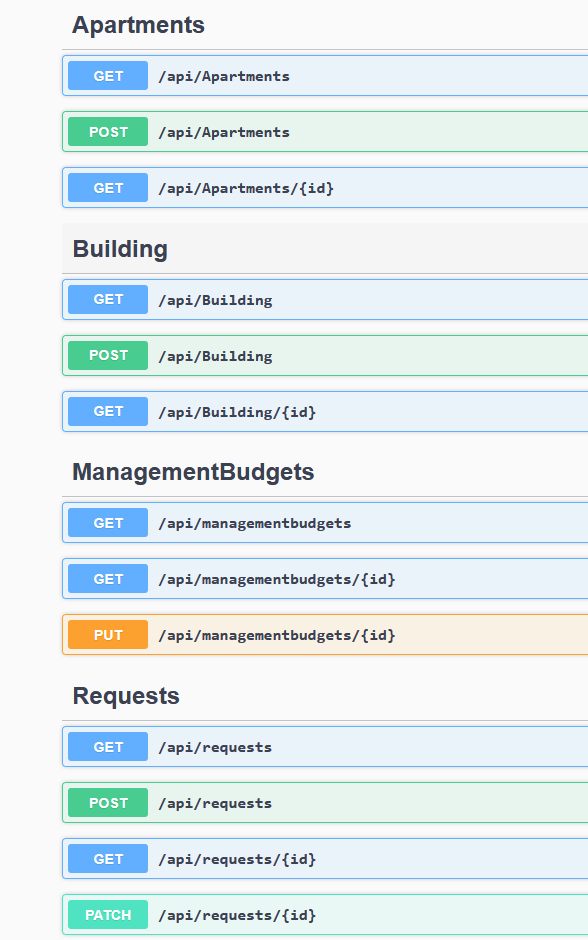 Apartments
GET /api/Apartments
POST /api/Apartments
GET /api/Apartments/{id}
Building
GET /api/Building
POST /api/Building
GET /api/Building/{id}
ManagementBudgets
GET /api/managementbudgets
GET /api/managementbudgets/{id}
PUT /api/managementbudgets/{id}
Requests
GET /api/requests
POST /api/requests
GET /api/requests/{id}
PATCH /api/requests/{id}